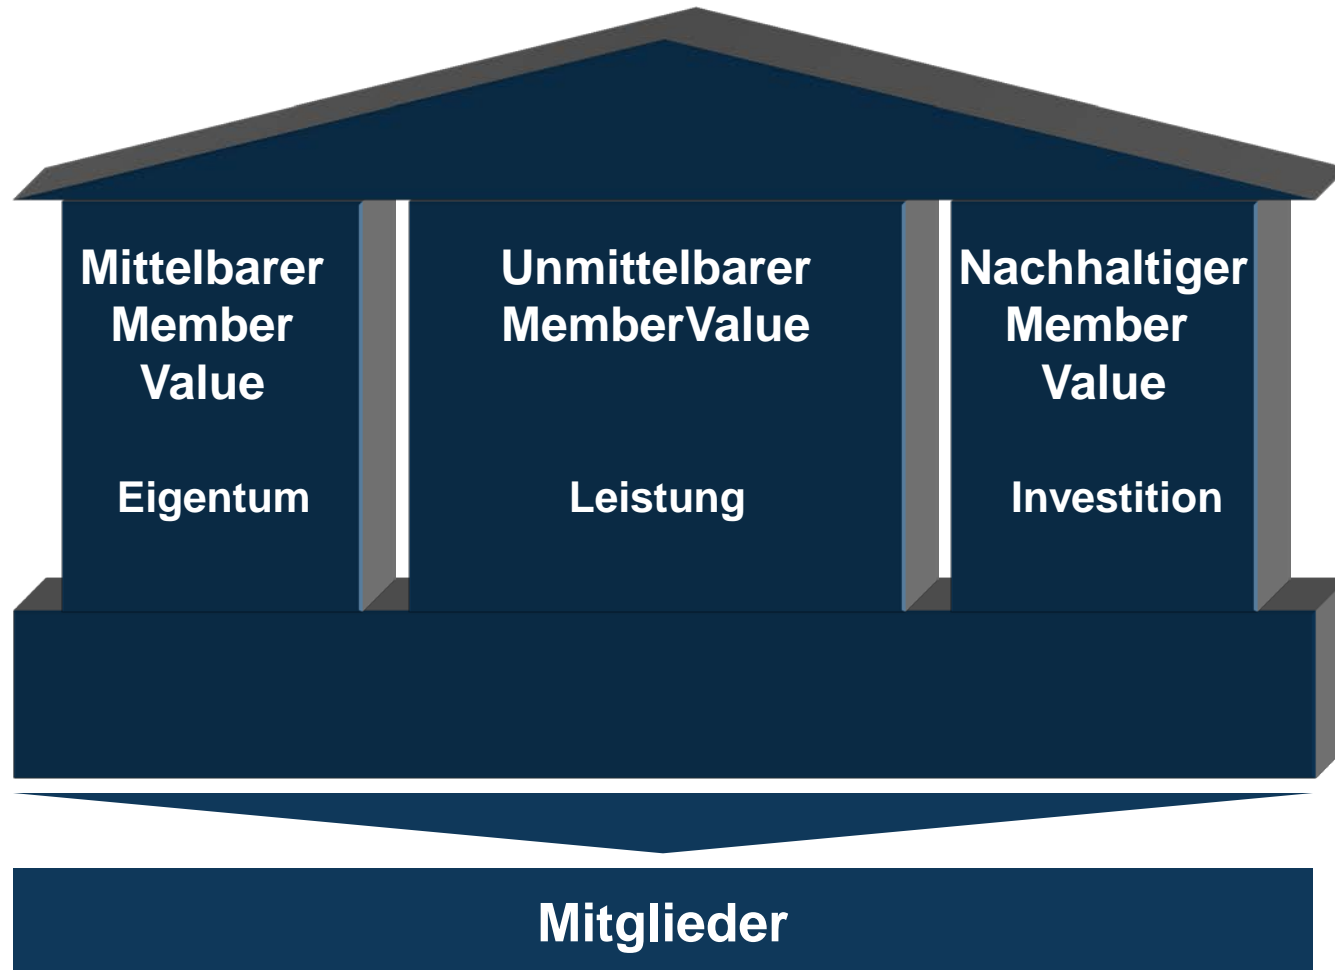 Mittelbarer
Member
Value
Eigentum
Unmittelbarer
MemberValue
Leistung
Nachhaltiger
Member
Value
Investition
Mitglieder